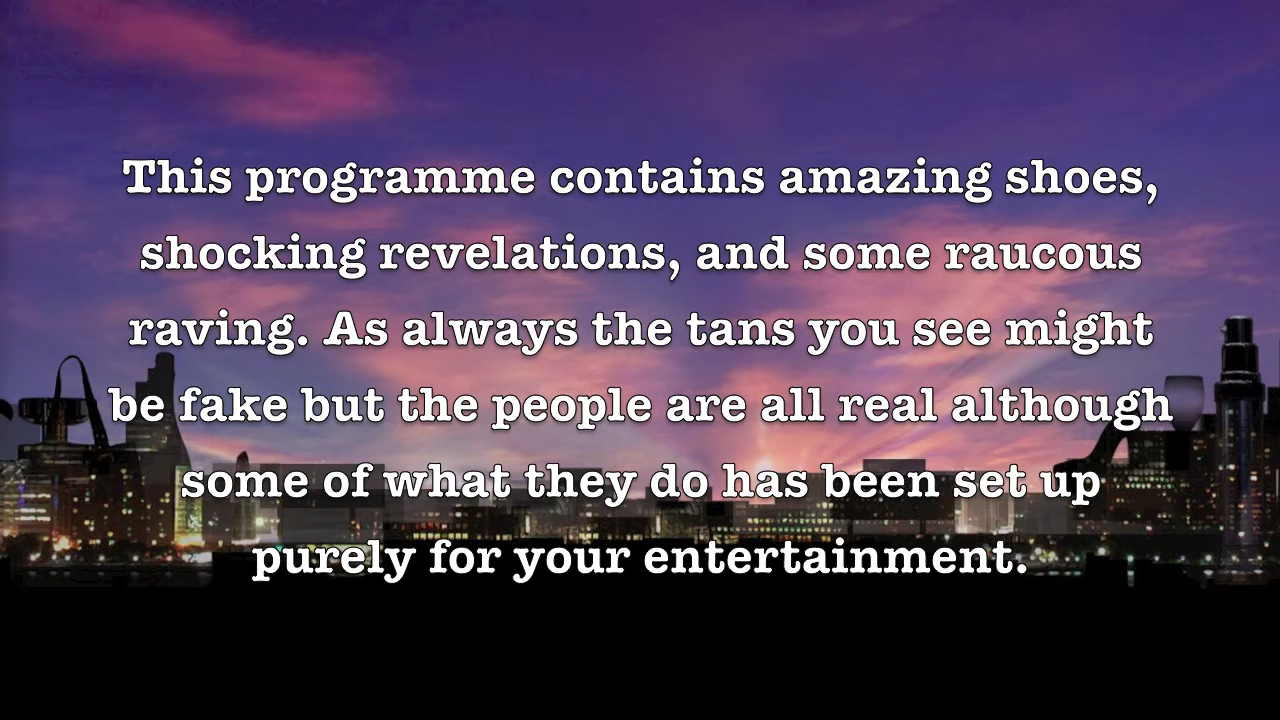 This programme contains amazing shoes,
shocking revelations, and some raucous
raving. As always the tans you see might
be fake but the people are all real although
some of what they do has been set up
purely for your entertainment.